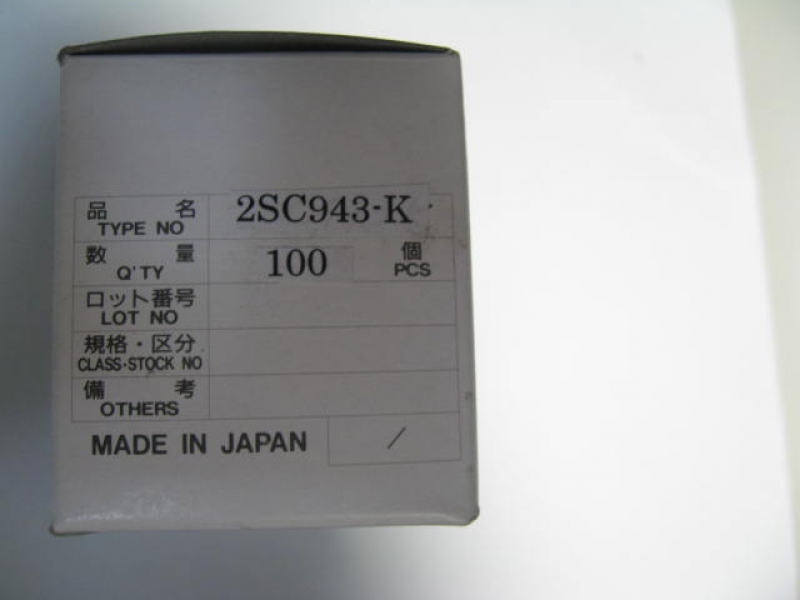 品 名 2SC943-K
TYPE NO
数 量 100 個
Q'TY PCS
ロット番号
LOT NO
規格・区分
CLASS・STOCK NO
備 考
OTHERS
MADE IN JAPAN /